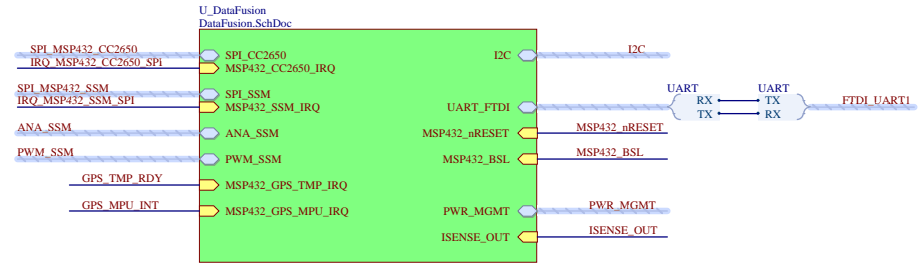 U_DataFusion
DataFusion.SchDoc
SPI_MSP432_CC2650
SPI_CC2650
I2C
I2C
IRQ_MSP432_CC2650_SPi
MSP432_CC2650_IRQ
SPI_MSP432_SSM
SPI_SSM
UART
UART
IRQ_MSP432_SSM_SPI
MSP432_SSM_IRQ
UART_FTDI
RX
TX
FTDI_UART1
TX
RX
ANA_SSM
ANA_SSM
MSP432_nRESET
MSP432_nRESET
PWM_SSM
PWM_SSM
MSP432_BSL
MSP432_BSL
GPS_TMP_RDY
MSP432_GPS_TMP_IRQ
GPS_MPU_INT
MSP432_GPS_MPU_IRQ
PWR_MGMT
PWR_MGMT
ISENSE_OUT
ISENSE_OUT